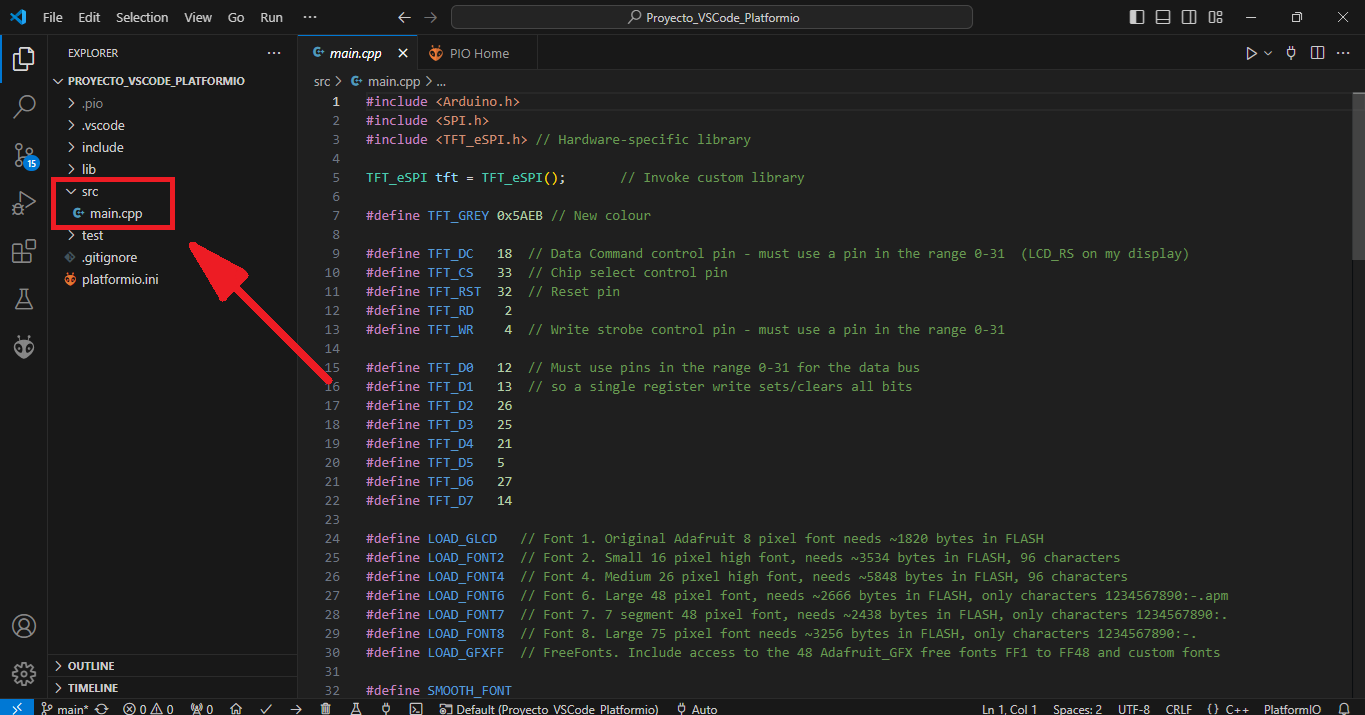 File Edit Selection View Go Run ··· Proyecto_VSCode_Platformio
EXPLORER ···
PROYECTO_VSCODE_PLATFORMIO
.pio
.vscode
include
lib
src
main.cpp
test
.gitignore
platformio.ini
OUTLINE
TIMELINE
15
main.cpp PIO Home
src > main.cpp > ...
1 #include <Arduino.h>
2 #include <SPI.h>
3 #include <TFT_eSPI.h> // Hardware-specific library
4
5 TFT_eSPI tft = TFT_eSPI(); // Invoke custom library
6
7 #define TFT_GREY 0x5AEB // New colour
8
9 #define TFT_DC 18 // Data Command control pin - must use a pin in the range 0-31 (LCD_RS on my display)
10 #define TFT_CS 33 // Chip select control pin
11 #define TFT_RST 32 // Reset pin
12 #define TFT_RD 2
13 #define TFT_WR 4 // Write strobe control pin - must use a pin in the range 0-31
14
15 #define TFT_D0 12 // Must use pins in the range 0-31 for the data bus
16 #define TFT_D1 13 // so a single register write sets/clears all bits
17 #define TFT_D2 26
18 #define TFT_D3 25
19 #define TFT_D4 21
20 #define TFT_D5 5
21 #define TFT_D6 27
22 #define TFT_D7 14
23
24 #define LOAD_GLCD // Font 1. Original Adafruit 8 pixel font needs ~1820 bytes in FLASH
25 #define LOAD_FONT2 // Font 2. Small 16 pixel high font, needs ~3534 bytes in FLASH, 96 characters
26 #define LOAD_FONT4 // Font 4. Medium 26 pixel high font, needs ~5848 bytes in FLASH, 96 characters
27 #define LOAD_FONT6 // Font 6. Large 48 pixel font, needs ~2666 bytes in FLASH, only characters 1234567890:-.apm
28 #define LOAD_FONT7 // Font 7. 7 segment 48 pixel font, needs ~2438 bytes in FLASH, only characters 1234567890:.
29 #define LOAD_FONT8 // Font 8. Large 75 pixel font needs ~3256 bytes in FLASH, only characters 1234567890:-.
30 #define LOAD_GFXFF // FreeFonts. Include access to the 48 Adafruit_GFX free fonts FF1 to FF48 and custom fonts
31
32 #define SMOOTH_FONT
main* 0 0 0 Default (Proyecto_VSCode_Platformio) Auto Ln 1, Col 1 Spaces: 2 UTF-8 CRLF {} C++ PlatformIO